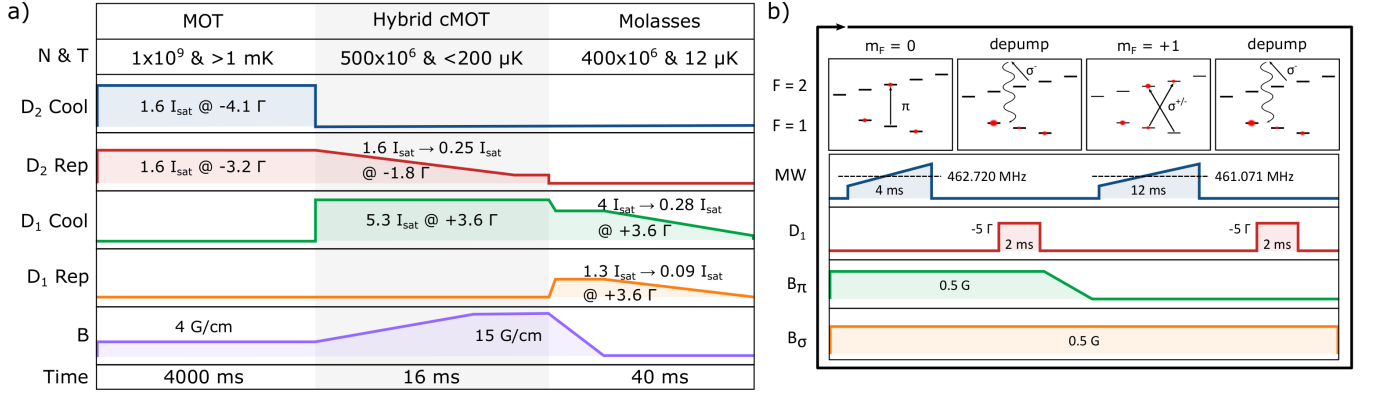 a)
MOT Hybrid cMOT Molasses
N & T 1x10⁹ & >1 mK 500x10⁶ & <200 μK 400x10⁶ & 12 μK
D₂ Cool 1.6 Isat @ -4.1 Γ
D₂ Rep 1.6 Isat @ -3.2 Γ 1.6 Isat → 0.25 Isat
@ -1.8 Γ
D₁ Cool 5.3 Isat @ +3.6 Γ 4 Isat → 0.28 Isat
@ +3.6 Γ
D₁ Rep 1.3 Isat → 0.09 Isat
@ +3.6 Γ
B 4 G/cm 15 G/cm
Time 4000 ms 16 ms 40 ms
b)
mF = 0 depump mF = +1 depump
F = 2
F = 1
π σ⁻ σ⁺/⁻ σ⁻
MW 4 ms 462.720 MHz 12 ms 461.071 MHz
D₁ -5 Γ 2 ms -5 Γ 2 ms
Bπ 0.5 G
Bσ 0.5 G